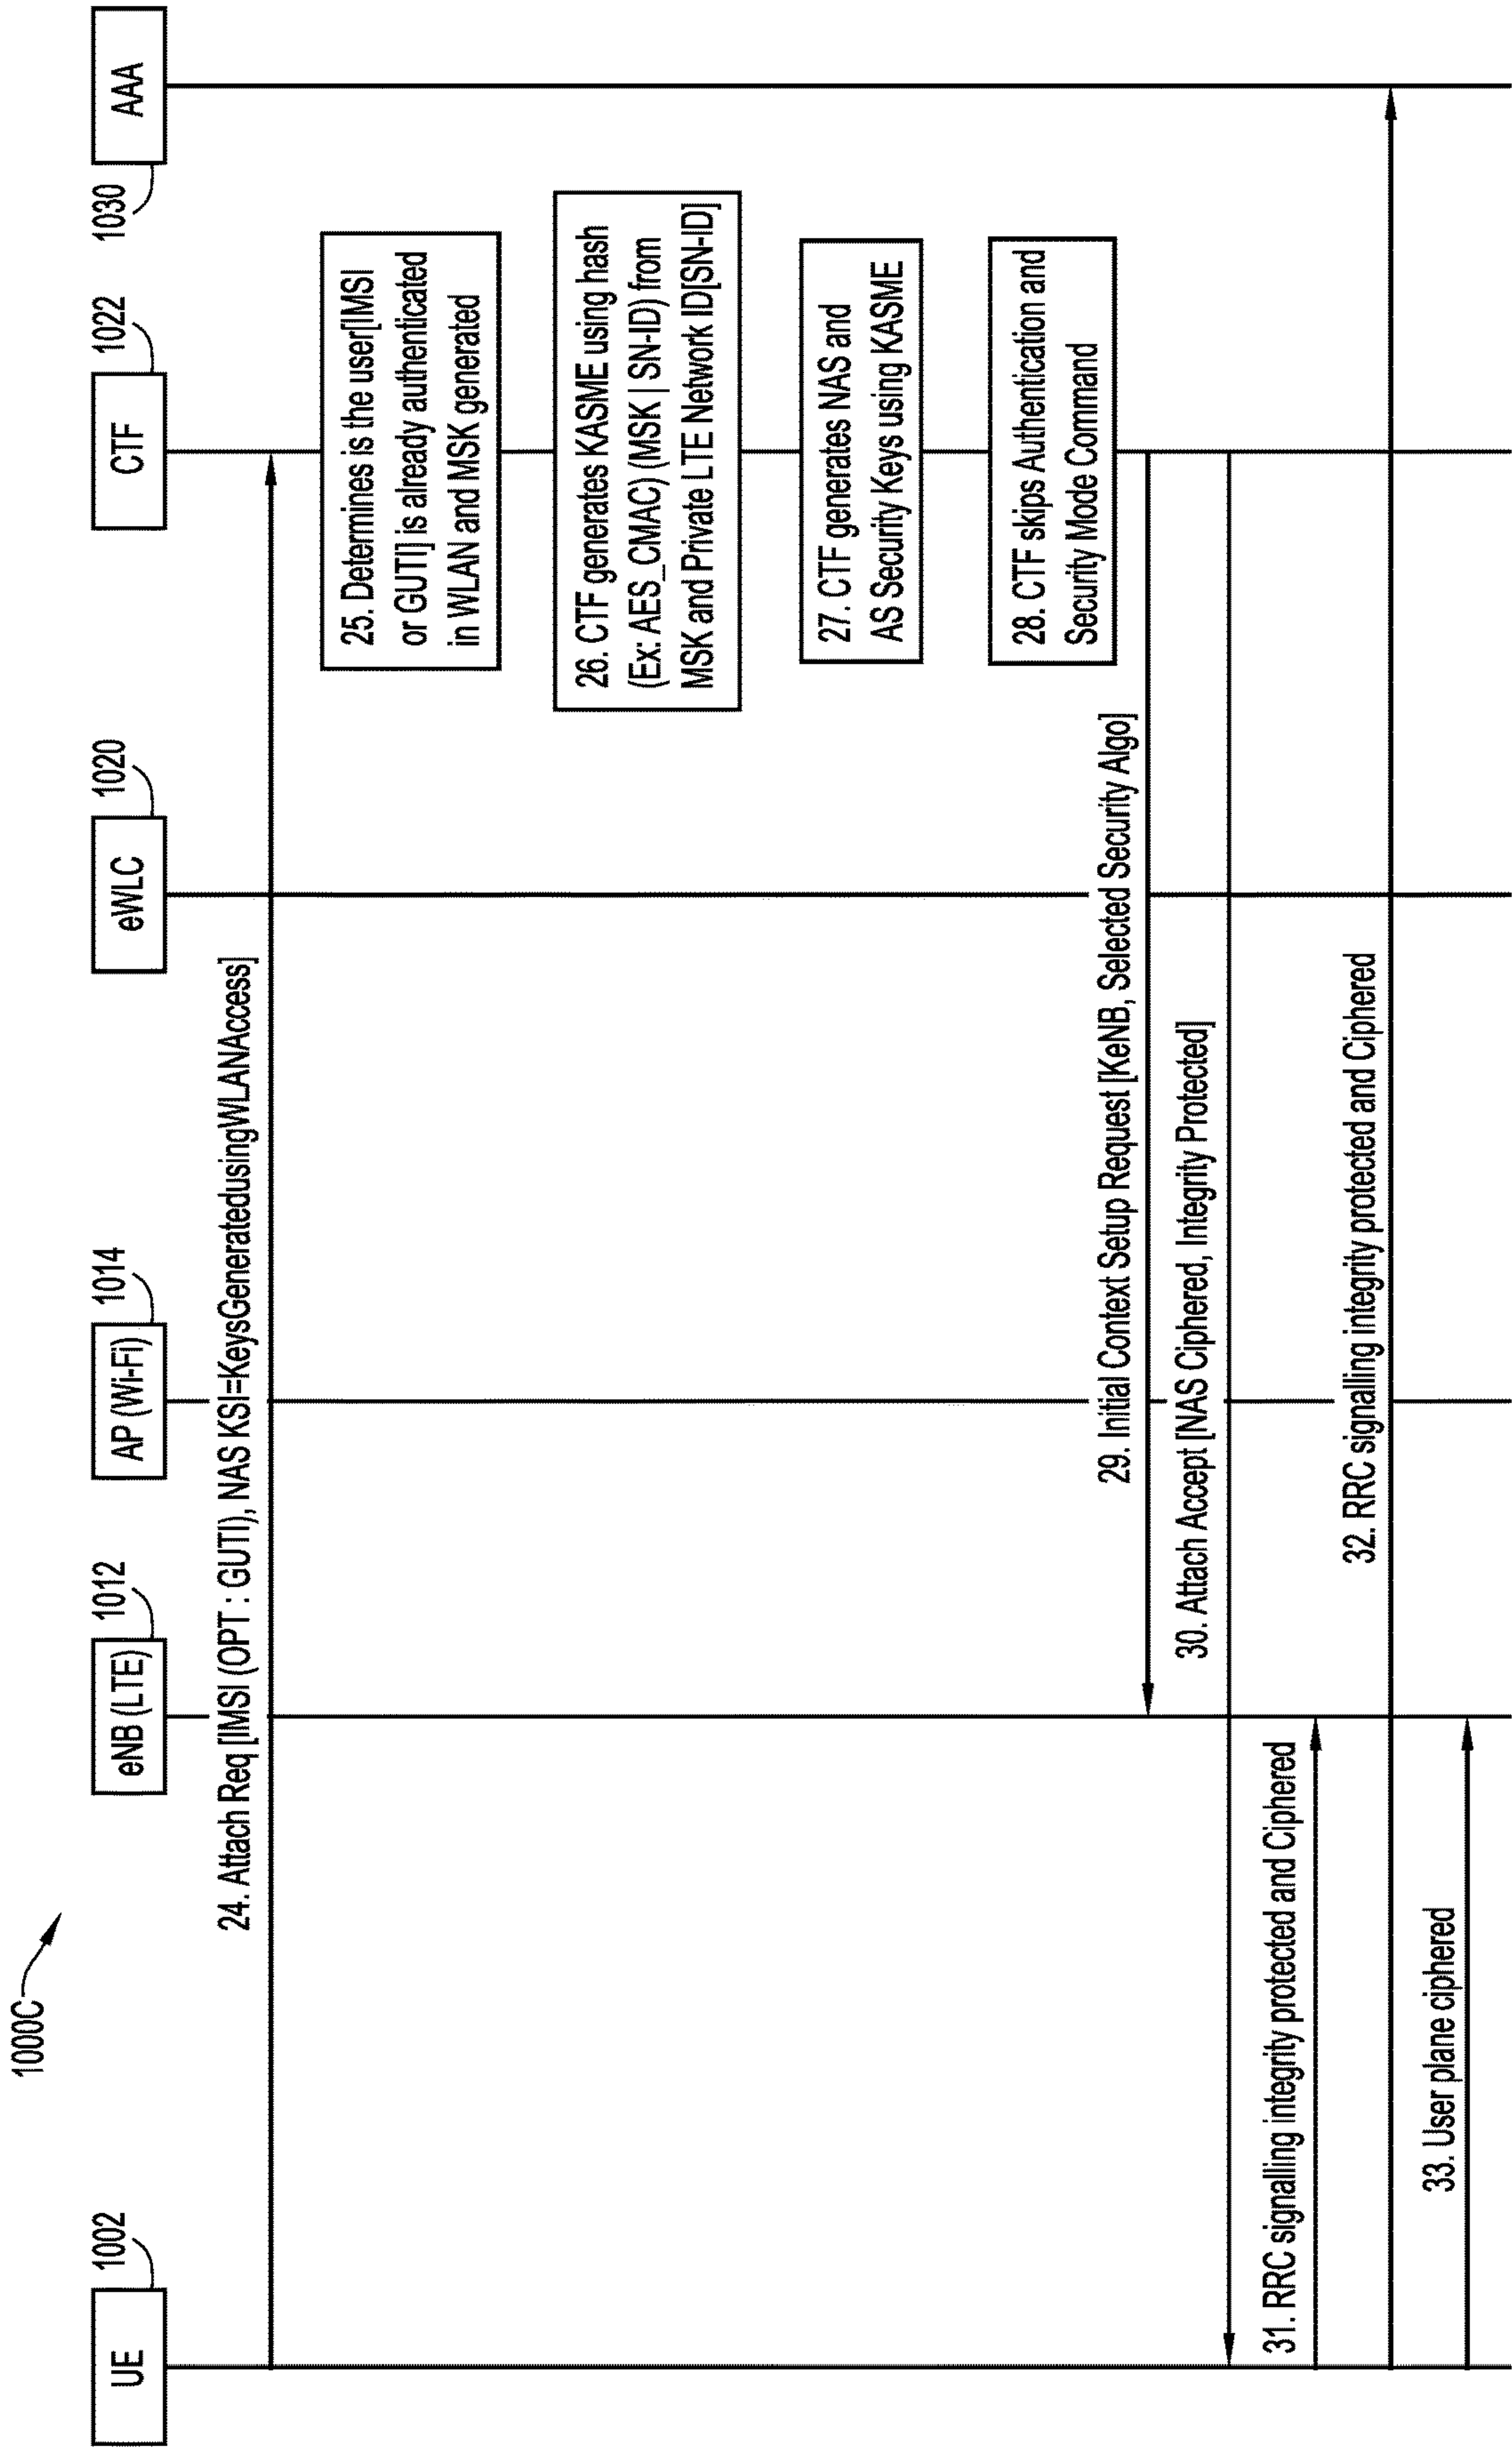 1000C
UE
1002
eNB (LTE)
1012
AP (Wi-Fi)
1014
eWLC
1020
CTF
1022
AAA
1030
24. Attach Req [IMSI (OPT : GUTI), NAS KSI=KeysGeneratedusingWLANAccess]
25. Determines is the user[IMSI
or GUTI] is already authenticated
in WLAN and MSK generated
26. CTF generates KASME using hash
(Ex: AES_CMAC) (MSK | SN-ID) from
MSK and Private LTE Network ID[SN-ID]
27. CTF generates NAS and
AS Security Keys using KASME
28. CTF skips Authentication and
Security Mode Command
29. Initial Context Setup Request [KeNB, Selected Security Algo]
30. Attach Accept [NAS Ciphered, Integrity Protected]
31. RRC signalling integrity protected and Ciphered
32. RRC signalling integrity protected and Ciphered
33. User plane ciphered